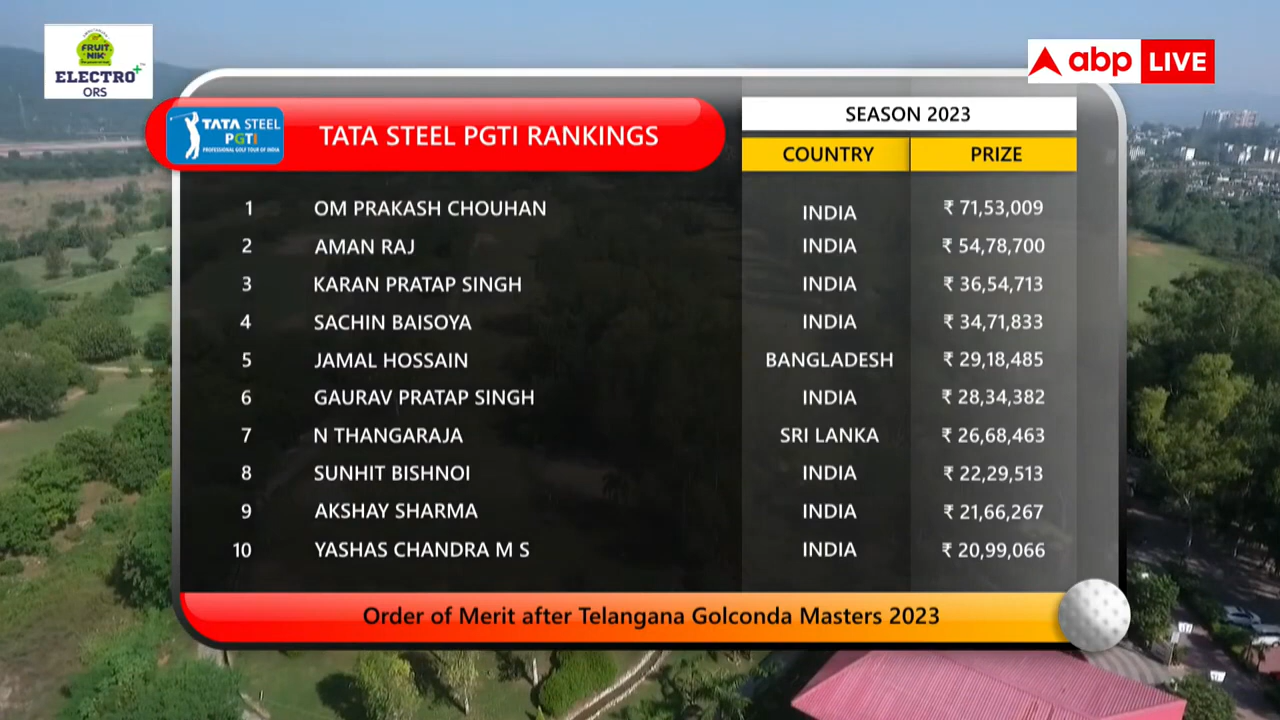 FRUIT
NIK
ELECTRO+
ORS
abp LIVE
TATA STEEL
PGTI
PROFESSIONAL GOLF TOUR OF INDIA
TATA STEEL PGTI RANKINGS
SEASON 2023
COUNTRY PRIZE
1 OM PRAKASH CHOUHAN INDIA ₹ 71,53,009
2 AMAN RAJ INDIA ₹ 54,78,700
3 KARAN PRATAP SINGH INDIA ₹ 36,54,713
4 SACHIN BAISOYA INDIA ₹ 34,71,833
5 JAMAL HOSSAIN BANGLADESH ₹ 29,18,485
6 GAURAV PRATAP SINGH INDIA ₹ 28,34,382
7 N THANGARAJA SRI LANKA ₹ 26,68,463
8 SUNHIT BISHNOI INDIA ₹ 22,29,513
9 AKSHAY SHARMA INDIA ₹ 21,66,267
10 YASHAS CHANDRA M S INDIA ₹ 20,99,066
Order of Merit after Telangana Golconda Masters 2023